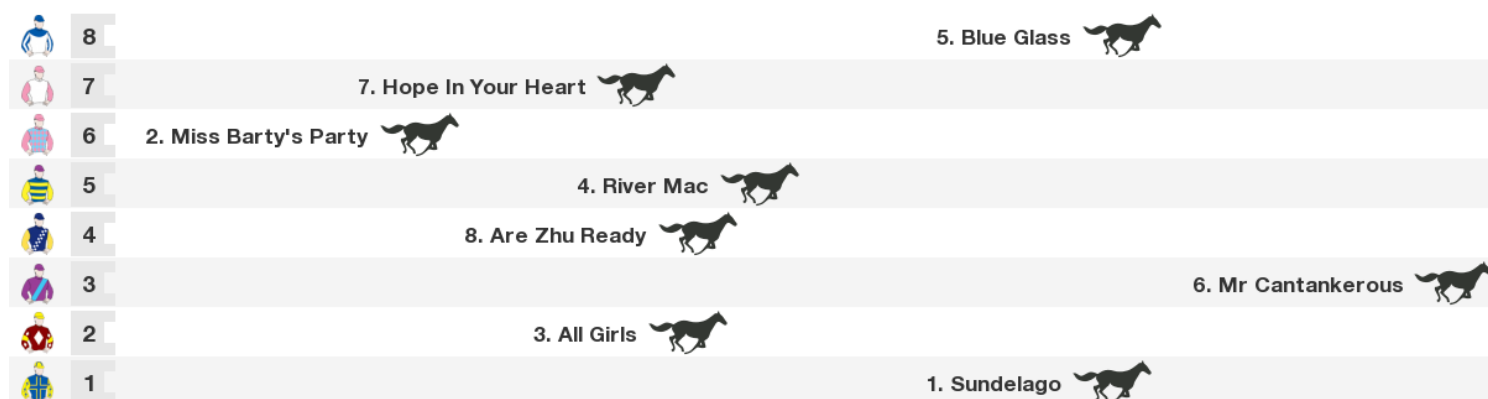 8 5. Blue Glass
7 7. Hope In Your Heart
6 2. Miss Barty's Party
5 4. River Mac
4 8. Are Zhu Ready
3 6. Mr Cantankerous
2 3. All Girls
1 1. Sundelago